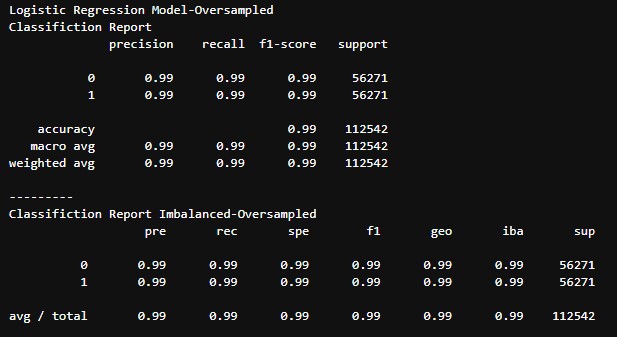 Logistic Regression Model-Oversampled
Classifiction Report
precision recall f1-score support
0 0.99 0.99 0.99 56271
1 0.99 0.99 0.99 56271
accuracy 0.99 112542
macro avg 0.99 0.99 0.99 112542
weighted avg 0.99 0.99 0.99 112542
---------
Classifiction Report Imbalanced-Oversampled
pre rec spe f1 geo iba sup
0 0.99 0.99 0.99 0.99 0.99 0.99 56271
1 0.99 0.99 0.99 0.99 0.99 0.99 56271
avg / total 0.99 0.99 0.99 0.99 0.99 0.99 112542